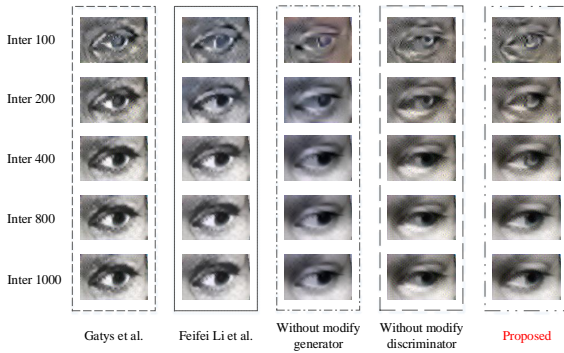 Inter 100
Inter 200
Inter 400
Inter 800
Inter 1000
Gatys et al.
Feifei Li et al.
Without modify
generator
Without modify
discriminator
Proposed